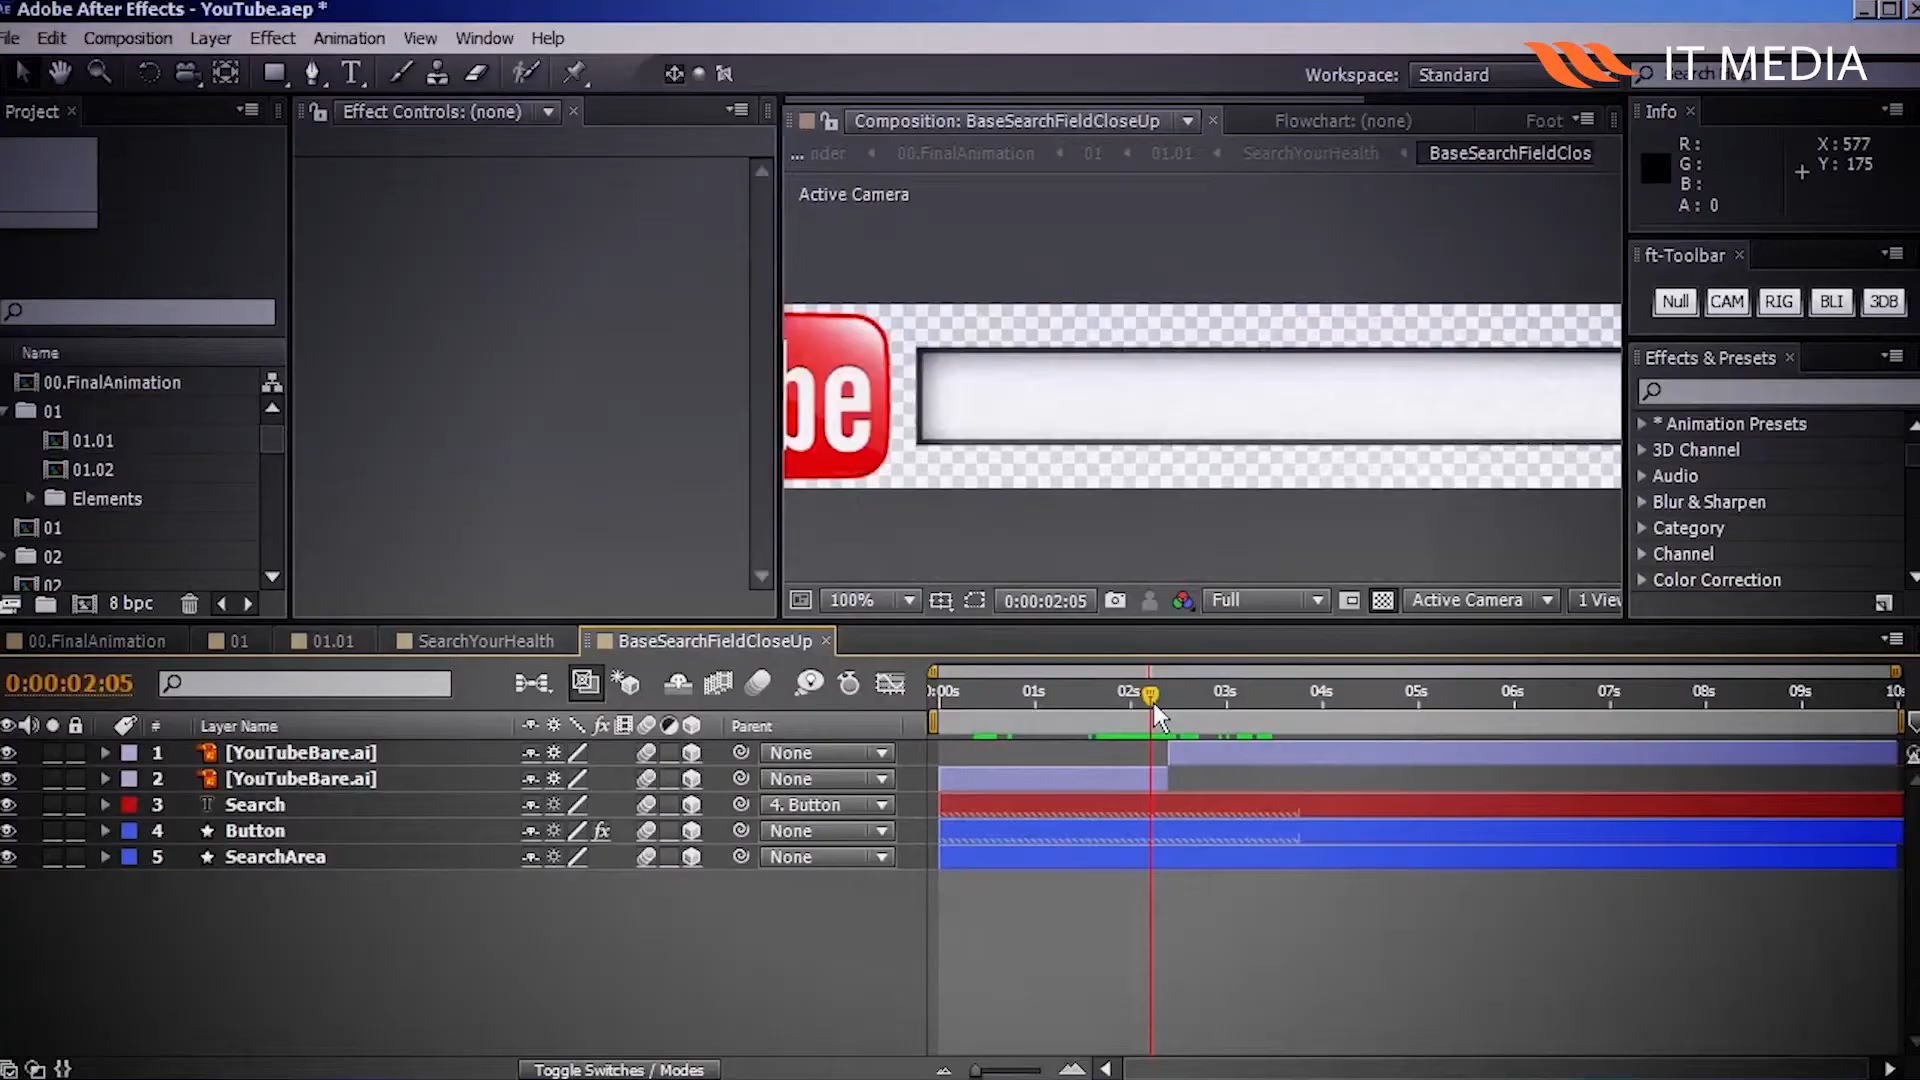 Adobe After Effects - YouTube.aep *
File Edit Composition Layer Effect Animation View Window Help
Workspace: Standard
IT MEDIA
Project
Effect Controls: (none)
Composition: BaseSearchFieldCloseUp
Flowchart: (none)
Foot
... nder 00.FinalAnimation 01 01.01 SearchYourHealth BaseSearchFieldClos
Active Camera
be
Info
R:
G:
B:
A: 0
X: 577
Y: 175
ft-Toolbar
Null CAM RIG BLI 3DB
Effects & Presets
* Animation Presets
3D Channel
Audio
Blur & Sharpen
Category
Channel
Color Correction
Name
00.FinalAnimation
01
01.01
01.02
Elements
01
02
02
8 bpc
100% 0:00:02:05 Full Active Camera 1 View
00.FinalAnimation 01 01.01 SearchYourHealth BaseSearchFieldCloseUp
0:00:02:05
0:00s 01s 02s 03s 04s 05s 06s 07s 08s 09s 10s
# Layer Name fx Parent
1 [YouTubeBare.ai] None
2 [YouTubeBare.ai] None
3 T Search 4. Button
4 Button fx None
5 SearchArea None
Toggle Switches / Modes